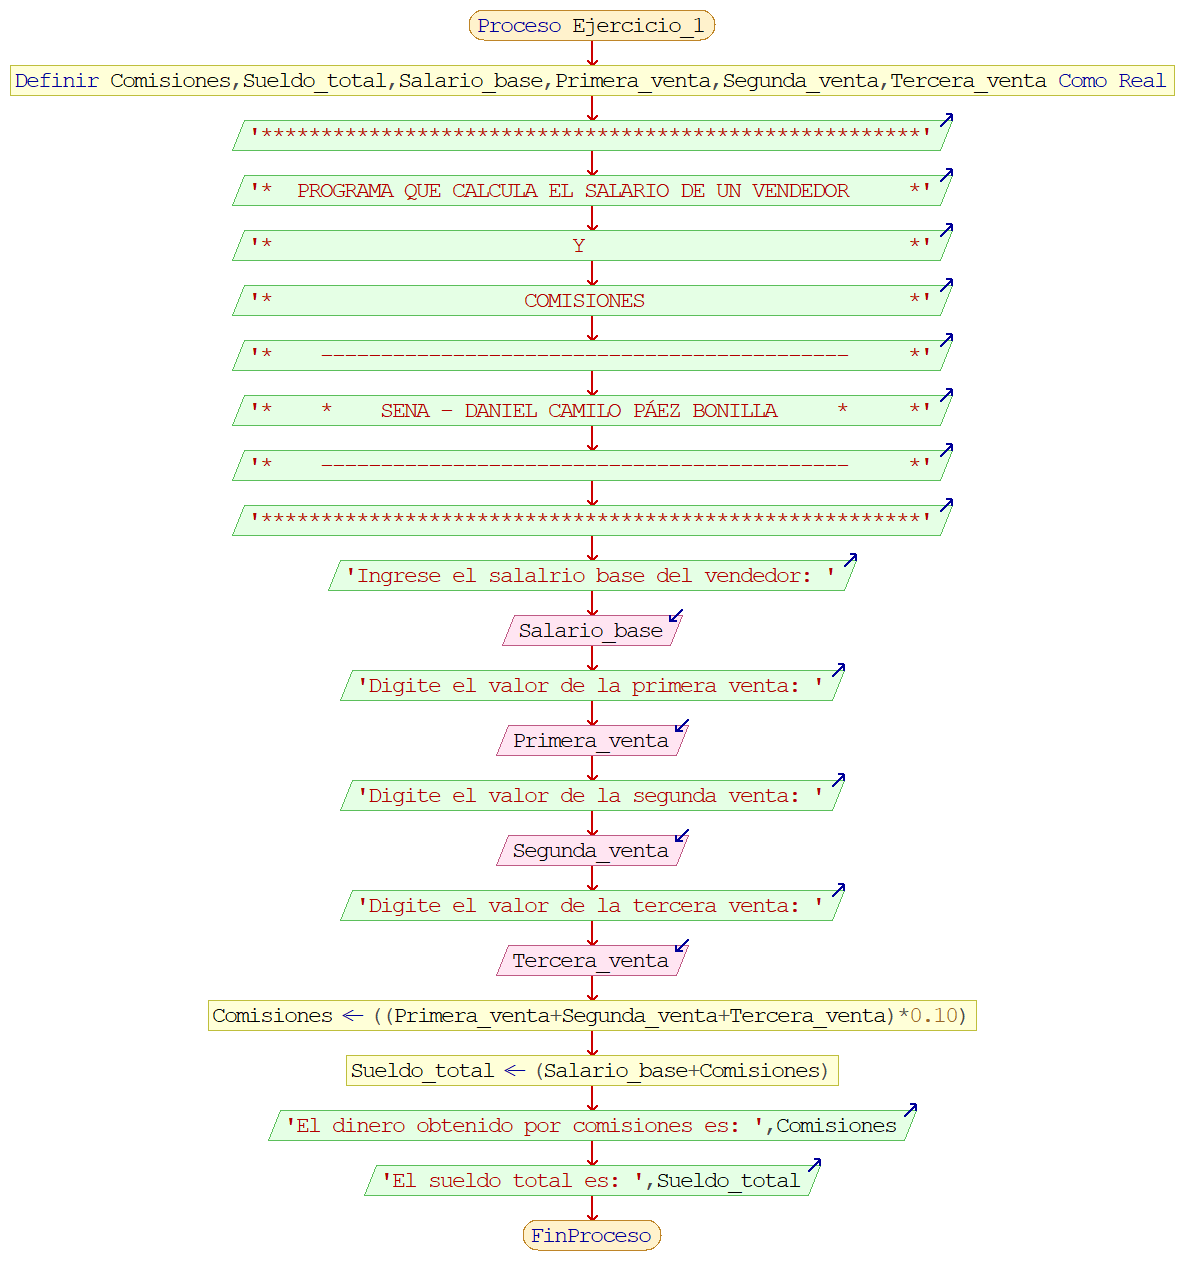 Proceso Ejercicio_1
Definir Comisiones,Sueldo_total,Salario_base,Primera_venta,Segunda_venta,Tercera_venta Como Real
'*******************************************************'
'*  PROGRAMA QUE CALCULA EL SALARIO DE UN VENDEDOR     *'
'*                         Y                           *'
'*                     COMISIONES                      *'
'*    --------------------------------------------     *'
'*    *    SENA - DANIEL CAMILO PÁEZ BONILLA     *     *'
'*    --------------------------------------------     *'
'*******************************************************'
'Ingrese el salalrio base del vendedor: '
Salario_base
'Digite el valor de la primera venta: '
Primera_venta
'Digite el valor de la segunda venta: '
Segunda_venta
'Digite el valor de la tercera venta: '
Tercera_venta
Comisiones ← ((Primera_venta+Segunda_venta+Tercera_venta)*0.10)
Sueldo_total ← (Salario_base+Comisiones)
'El dinero obtenido por comisiones es: ',Comisiones
'El sueldo total es: ',Sueldo_total
FinProceso